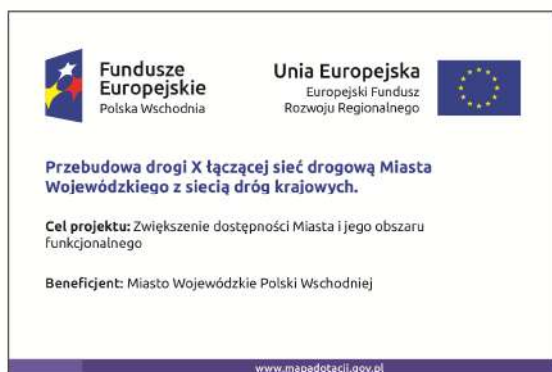 Fundusze
Europejskie
Polska Wschodnia
Unia Europejska
Europejski Fundusz
Rozwoju Regionalnego
Przebudowa drogi X łączącej sieć drogową Miasta
Wojewódzkiego z siecią dróg krajowych.
Cel projektu: Zwiększenie dostępności Miasta i jego obszaru
funkcjonalnego
Beneficjent: Miasto Wojewódzkie Polski Wschodniej
www.mapadotacji.gov.pl